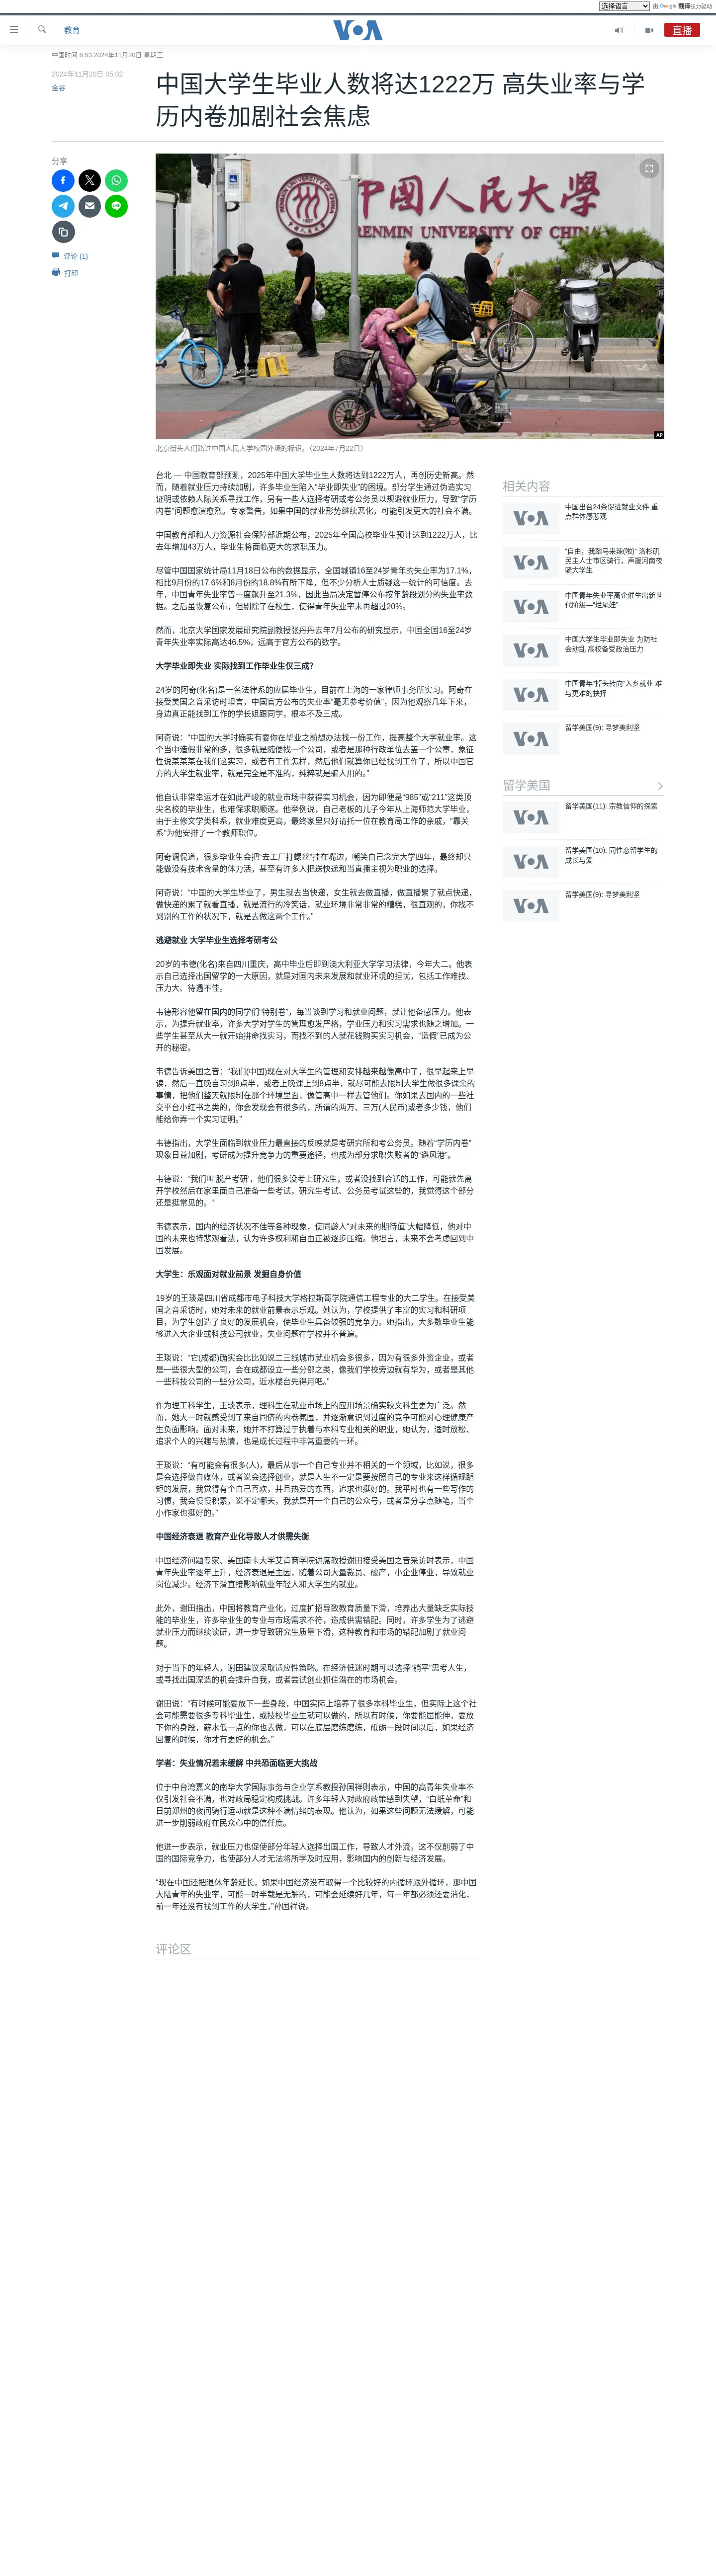 选择语言 由 Google 翻译强力驱动
教育
VOA
直播
中国时间 6:53 2024年11月20日 星期三
2024年11月20日 05:02
金谷
中国大学生毕业人数将达1222万 高失业率与学
历内卷加剧社会焦虑
分享
评论 (1)
打印
中国人民大学
RENMIN UNIVERSITY OF CHINA
1937
AP
北京街头人们路过中国人民大学校园外墙的标识。（2024年7月22日）
台北 — 中国教育部预测，2025年中国大学毕业生人数将达到1222万人，再创历史新高。然
而，随着就业压力持续加剧，许多毕业生陷入“毕业即失业”的困境。部分学生通过伪造实习
证明或依赖人际关系寻找工作，另有一些人选择考研或考公务员以规避就业压力，导致“学历
内卷”问题愈演愈烈。专家警告，如果中国的就业形势继续恶化，可能引发更大的社会不满。
中国教育部和人力资源社会保障部近期公布，2025年全国高校毕业生预计达到1222万人，比
去年增加43万人，毕业生将面临更大的求职压力。
尽管中国国家统计局11月18日公布的数据显示，全国城镇16至24岁青年的失业率为17.1%，
相比9月份的17.6%和8月份的18.8%有所下降，但不少分析人士质疑这一统计的可信度。去
年，中国青年失业率曾一度飙升至21.3%，因此当局决定暂停公布按年龄段划分的失业率数
据。之后虽恢复公布，但剔除了在校生，使得青年失业率未再超过20%。
然而，北京大学国家发展研究院副教授张丹丹去年7月公布的研究显示，中国全国16至24岁
青年失业率实际高达46.5%，远高于官方公布的数字。
大学毕业即失业 实际找到工作毕业生仅三成？
24岁的阿奇(化名)是一名法律系的应届毕业生，目前在上海的一家律师事务所实习。阿奇在
接受美国之音采访时坦言，中国官方公布的失业率“毫无参考价值”，因为他观察几年下来，
身边真正能找到工作的学长姐跟同学，根本不及三成。
阿奇说：“中国的大学时确实有要你在毕业之前想办法找一份工作，提高整个大学就业率。这
个当中造假非常的多，很多就是随便找一个公司，或者是那种行政单位去盖一个公章，象征
性说某某某在我们这实习，或者有工作怎样，然后他们就算你已经找到工作了，所以中国官
方的大学生就业率，就是完全是不准的，纯粹就是骗人用的。”
他自认非常幸运才在如此严峻的就业市场中获得实习机会，因为即便是“985”或“211”这类顶
尖名校的毕业生，也难保求职顺遂。他举例说，自己老板的儿子今年从上海师范大学毕业，
由于主修文学类科系，就业难度更高，最终家里只好请托一位在教育局工作的亲戚，“靠关
系”为他安排了一个教师职位。
阿奇调侃道，很多毕业生会把“去工厂打螺丝”挂在嘴边，嘲笑自己念完大学四年，最终却只
能做没有技术含量的体力活，甚至有许多人把送快递和当直播主视为职业的选择。
阿奇说：“中国的大学生毕业了，男生就去当快递，女生就去做直播，做直播累了就点快递，
做快递的累了就看直播，就是流行的冷笑话，就业环境非常非常的糟糕，很直观的，你找不
到别的工作的状况下，就是去做这两个工作。”
逃避就业 大学毕业生选择考研考公
20岁的韦德(化名)来自四川重庆，高中毕业后即到澳大利亚大学学习法律，今年大二。他表
示自己选择出国留学的一大原因，就是对国内未来发展和就业环境的担忧，包括工作难找、
压力大、待遇不佳。
韦德形容他留在国内的同学们“特别卷”，每当谈到学习和就业问题，就让他备感压力。他表
示，为提升就业率，许多大学对学生的管理愈发严格，学业压力和实习需求也随之增加。一
些学生甚至从大一就开始拼命找实习，而找不到的人就花钱购买实习机会，“造假”已成为公
开的秘密。
韦德告诉美国之音：“我们(中国)现在对大学生的管理和安排越来越像高中了，很早起来上早
读，然后一直晚自习到8点半，或者上晚课上到8点半，就尽可能去限制大学生做很多课余的
事情，把他们整天就限制在那个环境里面，像管高中一样去管他们。你如果去国内的一些社
交平台小红书之类的，你会发现会有很多的，所谓的两万、三万(人民币)或者多少钱，他们
能给你弄一个实习证明。”
韦德指出，大学生面临到就业压力最直接的反映就是考研究所和考公务员。随着“学历内卷”
现象日益加剧，考研成为提升竞争力的重要途径，也成为部分求职失败者的“避风港”。
韦德说：“我们叫‘脱产考研’，他们很多没考上研究生，或者没找到合适的工作，可能就先离
开学校然后在家里面自己准备一些考试，研究生考试、公务员考试这些的，我觉得这个部分
还是挺常见的。“
韦德表示，国内的经济状况不佳等各种现象，使同龄人“对未来的期待值”大幅降低，他对中
国的未来也持悲观看法，认为许多权利和自由正被逐步压缩。他坦言，未来不会考虑回到中
国发展。
大学生：乐观面对就业前景 发掘自身价值
19岁的王琰是四川省成都市电子科技大学格拉斯哥学院通信工程专业的大二学生。在接受美
国之音采访时，她对未来的就业前景表示乐观。她认为，学校提供了丰富的实习和科研项
目，为学生创造了良好的发展机会，使毕业生具备较强的竞争力。她指出，大多数毕业生能
够进入大企业或科技公司就业，失业问题在学校并不普遍。
王琰说：“它(成都)确实会比比如说二三线城市就业机会多很多，因为有很多外资企业，或者
是一些很大型的公司，会在成都设立一些分部之类，像我们学校旁边就有华为，或者是其他
一些科技公司的一些分公司，近水楼台先得月吧。”
作为理工科学生，王琰表示，理科生在就业市场上的应用场景确实较文科生更为广泛。然
而，她大一时就感受到了来自同侪的内卷氛围，并逐渐意识到过度的竞争可能对心理健康产
生负面影响。面对未来，她并不打算过于执着与本科专业相关的职业，她认为，适时放松、
追求个人的兴趣与热情，也是成长过程中非常重要的一环。
王琰说：“有可能会有很多(人)，最后从事一个自己专业并不相关的一个领域，比如说，很多
是会选择做自媒体，或者说会选择创业，就是人生不一定是要按照自己的专业来这样循规蹈
矩的发展，我觉得有个自己喜欢，并且热爱的东西，追求也挺好的。我平时也有一些写作的
习惯，我会慢慢积累，说不定哪天，我就是开一个自己的公众号，或者是分享点随笔，当个
小作家也挺好的。”
中国经济衰退 教育产业化导致人才供需失衡
中国经济问题专家、美国南卡大学艾肯商学院讲席教授谢田接受美国之音采访时表示，中国
青年失业率逐年上升，经济衰退是主因，随着公司大量裁员、破产，小企业停业，导致就业
岗位减少。经济下滑直接影响就业年轻人和大学生的就业。
此外，谢田指出，中国将教育产业化，过度扩招导致教育质量下滑，培养出大量缺乏实际技
能的毕业生，许多毕业生的专业与市场需求不符，造成供需错配。同时，许多学生为了逃避
就业压力而继续读研，进一步导致研究生质量下滑，这种教育和市场的错配加剧了就业问
题。
对于当下的年轻人，谢田建议采取适应性策略。在经济低迷时期可以选择“躺平”思考人生，
或寻找出国深造的机会提升自我，或者尝试创业抓住潜在的市场机会。
谢田说：“有时候可能要放下一些身段，中国实际上培养了很多本科毕业生，但实际上这个社
会可能需要很多专科毕业生，或技校毕业生就可以做的，所以有时候，你要能屈能伸，要放
下你的身段，薪水低一点的你也去做，可以在底层磨练磨练，砥砺一段时间以后，如果经济
回复的时候，你才有更好的机会。”
学者：失业情况若未缓解 中共恐面临更大挑战
位于中台湾嘉义的南华大学国际事务与企业学系教授孙国祥则表示，中国的高青年失业率不
仅引发社会不满，也对政局稳定构成挑战。许多年轻人对政府政策感到失望，“白纸革命”和
日前郑州的夜间骑行运动就是这种不满情绪的表现。他认为，如果这些问题无法缓解，可能
进一步削弱政府在民众心中的信任度。
他进一步表示，就业压力也促使部分年轻人选择出国工作，导致人才外流。这不仅削弱了中
国的国际竞争力，也使部分人才无法将所学及时应用，影响国内的创新与经济发展。
“现在中国还把退休年龄延长，如果中国经济没有取得一个比较好的内循环跟外循环，那中国
大陆青年的失业率，可能一时半载是无解的，可能会延续好几年，每一年都必须还要消化，
前一年还没有找到工作的大学生，”孙国祥说。
评论区
相关内容
中国出台24条促进就业文件 重
点群体感悲观
“自由，我踏马来辣(啦)” 洛杉矶
民主人士市区骑行，声援河南夜
骑大学生
中国青年失业率高企催生出新世
代阶级—“烂尾娃”
中国大学生毕业即失业 为防社
会动乱 高校备受政治压力
中国青年“掉头转向”入乡就业 难
与更难的抉择
留学美国(9): 寻梦美利坚
留学美国
留学美国(11): 宗教信仰的探索
留学美国(10): 同性恋留学生的
成长与爱
留学美国(9): 寻梦美利坚